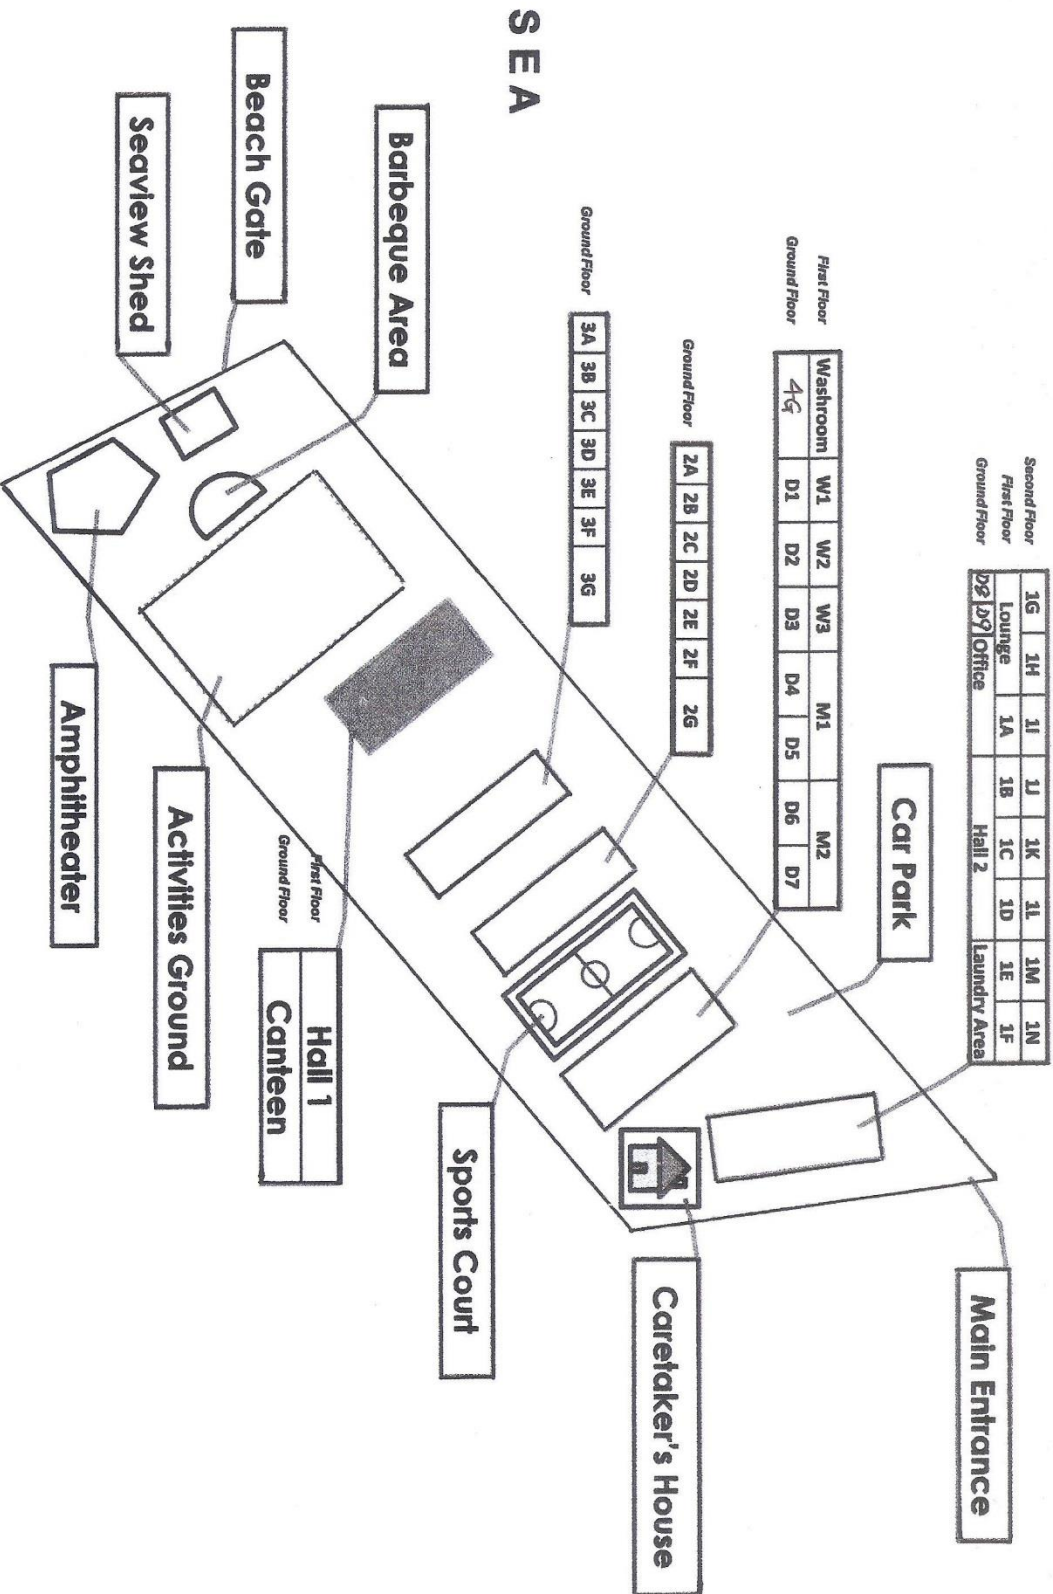 SEA
Second Floor 1G 1H 1I 1J 1K 1L 1M 1N
First Floor Lounge 1A 1B 1C 1D 1E 1F
Ground Floor D8 D9 Office Hall 2 Laundry Area
Main Entrance
Car Park
First Floor Washroom W1 W2 W3 M1 M2
Ground Floor 4G D1 D2 D3 D4 D5 D6 D7
Ground Floor 2A 2B 2C 2D 2E 2F 2G
Caretaker's House
Ground Floor 3A 3B 3C 3D 3E 3F 3G
Barbeque Area
Sports Court
Beach Gate
First Floor Hall 1
Ground Floor Canteen
Seaview Shed
Activities Ground
Amphitheater